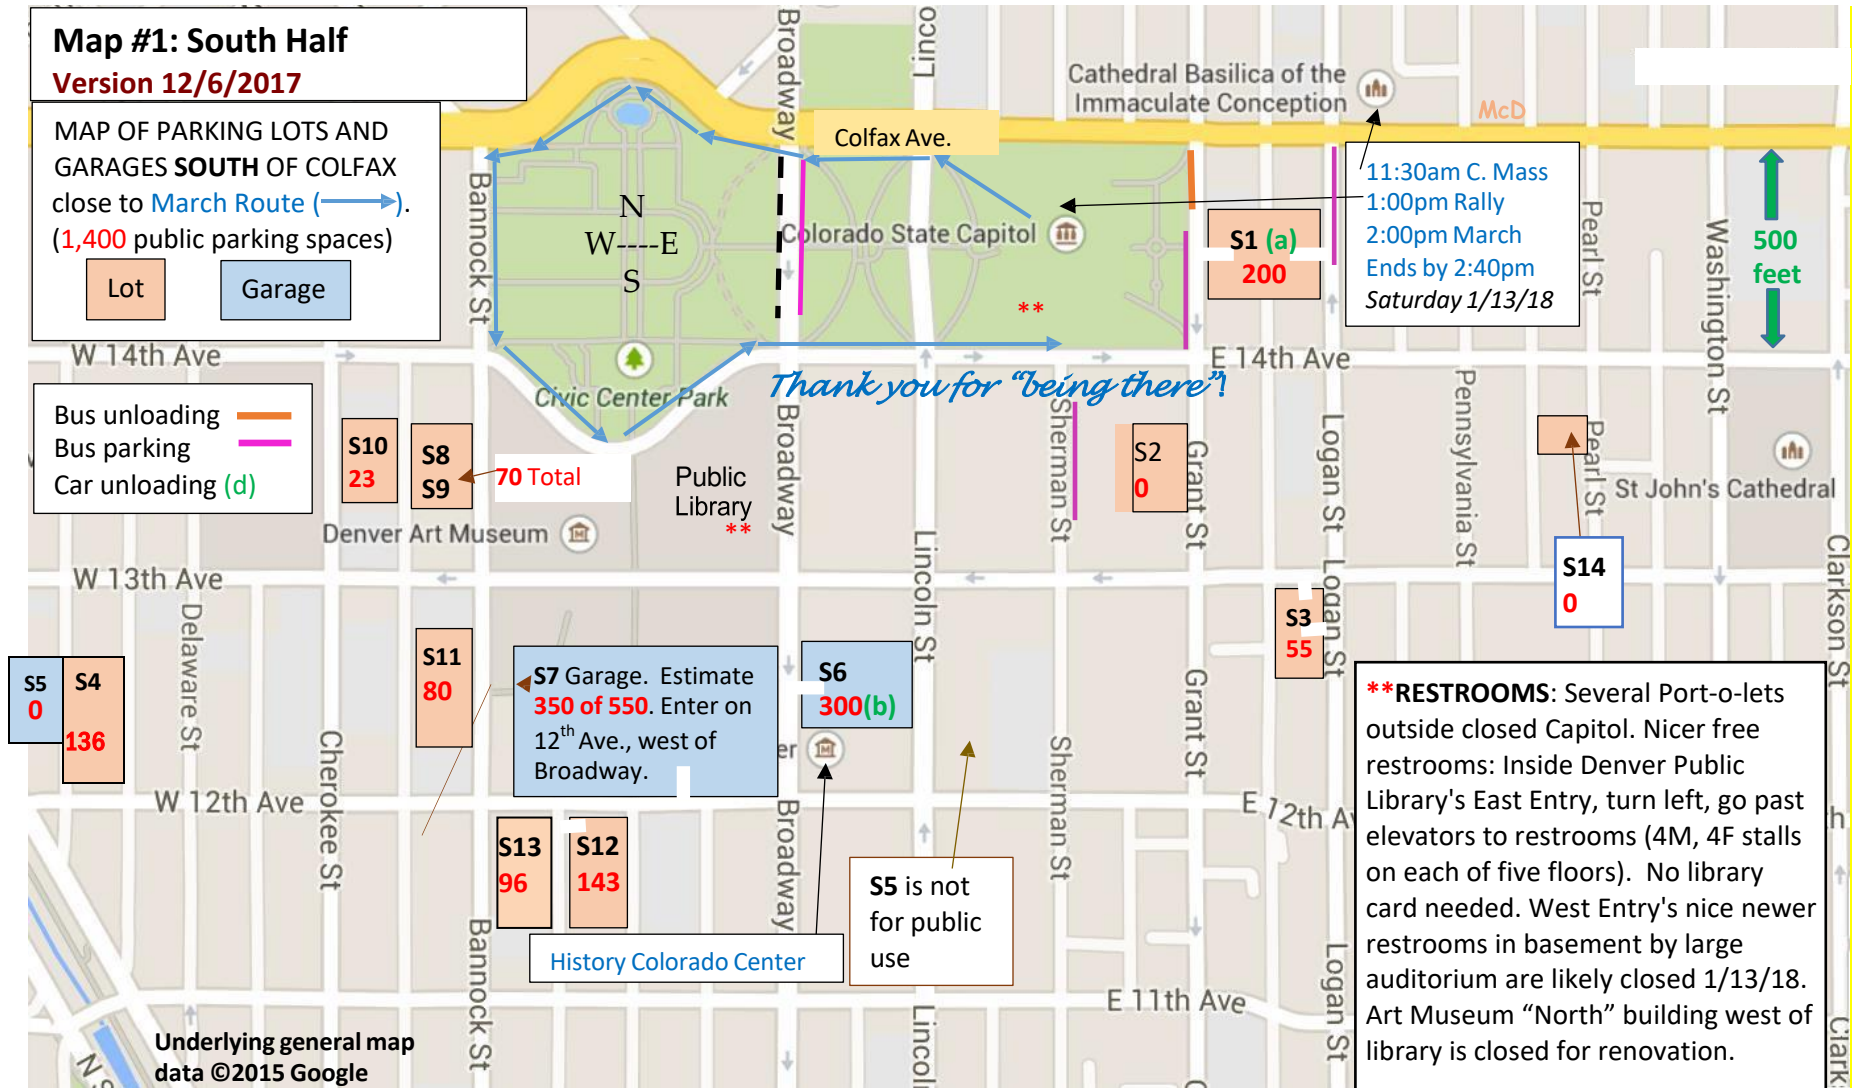 Map #1: South Half
Version 12/6/2017
MAP OF PARKING LOTS AND
GARAGES SOUTH OF COLFAX
close to March Route (⟶).
(1,400 public parking spaces)
Lot
Garage
Broadway
Lincol
Cathedral Basilica of the
Immaculate Conception
McD
Colfax Ave.
Bannock St
N
W----E
S
Colorado State Capitol
**
S1 (a)
200
11:30am C. Mass
1:00pm Rally
2:00pm March
Ends by 2:40pm
Saturday 1/13/18
Pearl St
Washington St
500
feet
W 14th Ave
E 14th Ave
Civic Center Park
Thank you for "being there"!
Bus unloading
Bus parking
Car unloading (d)
S10
23
S8
S9
70 Total
Public
Library
**
Broadway
Sherman St
S2
0
Grant St
Logan St
Pennsylvania St
Pearl St
St John's Cathedral
Denver Art Museum
W 13th Ave
Lincoln St
Logan St
S14
0
Clarkson St
Delaware St
S5
0
S4
136
S11
80
S7 Garage. Estimate
350 of 550. Enter on
12th Ave., west of
Broadway.
S6
300(b)
er
S3
55
Grant St
Sherman St
Cherokee St
**RESTROOMS: Several Port-o-lets
outside closed Capitol. Nicer free
restrooms: Inside Denver Public
Library's East Entry, turn left, go past
elevators to restrooms (4M, 4F stalls
on each of five floors). No library
card needed. West Entry's nice newer
restrooms in basement by large
auditorium are likely closed 1/13/18.
Art Museum “North” building west of
library is closed for renovation.
W 12th Ave
E 12th Av
h
Broadway
S13
96
S12
143
S5 is not
for public
use
Bannock St
History Colorado Center
Logan St
E 11th Ave
Lincol
Clark
Underlying general map
data ©2015 Google
N S